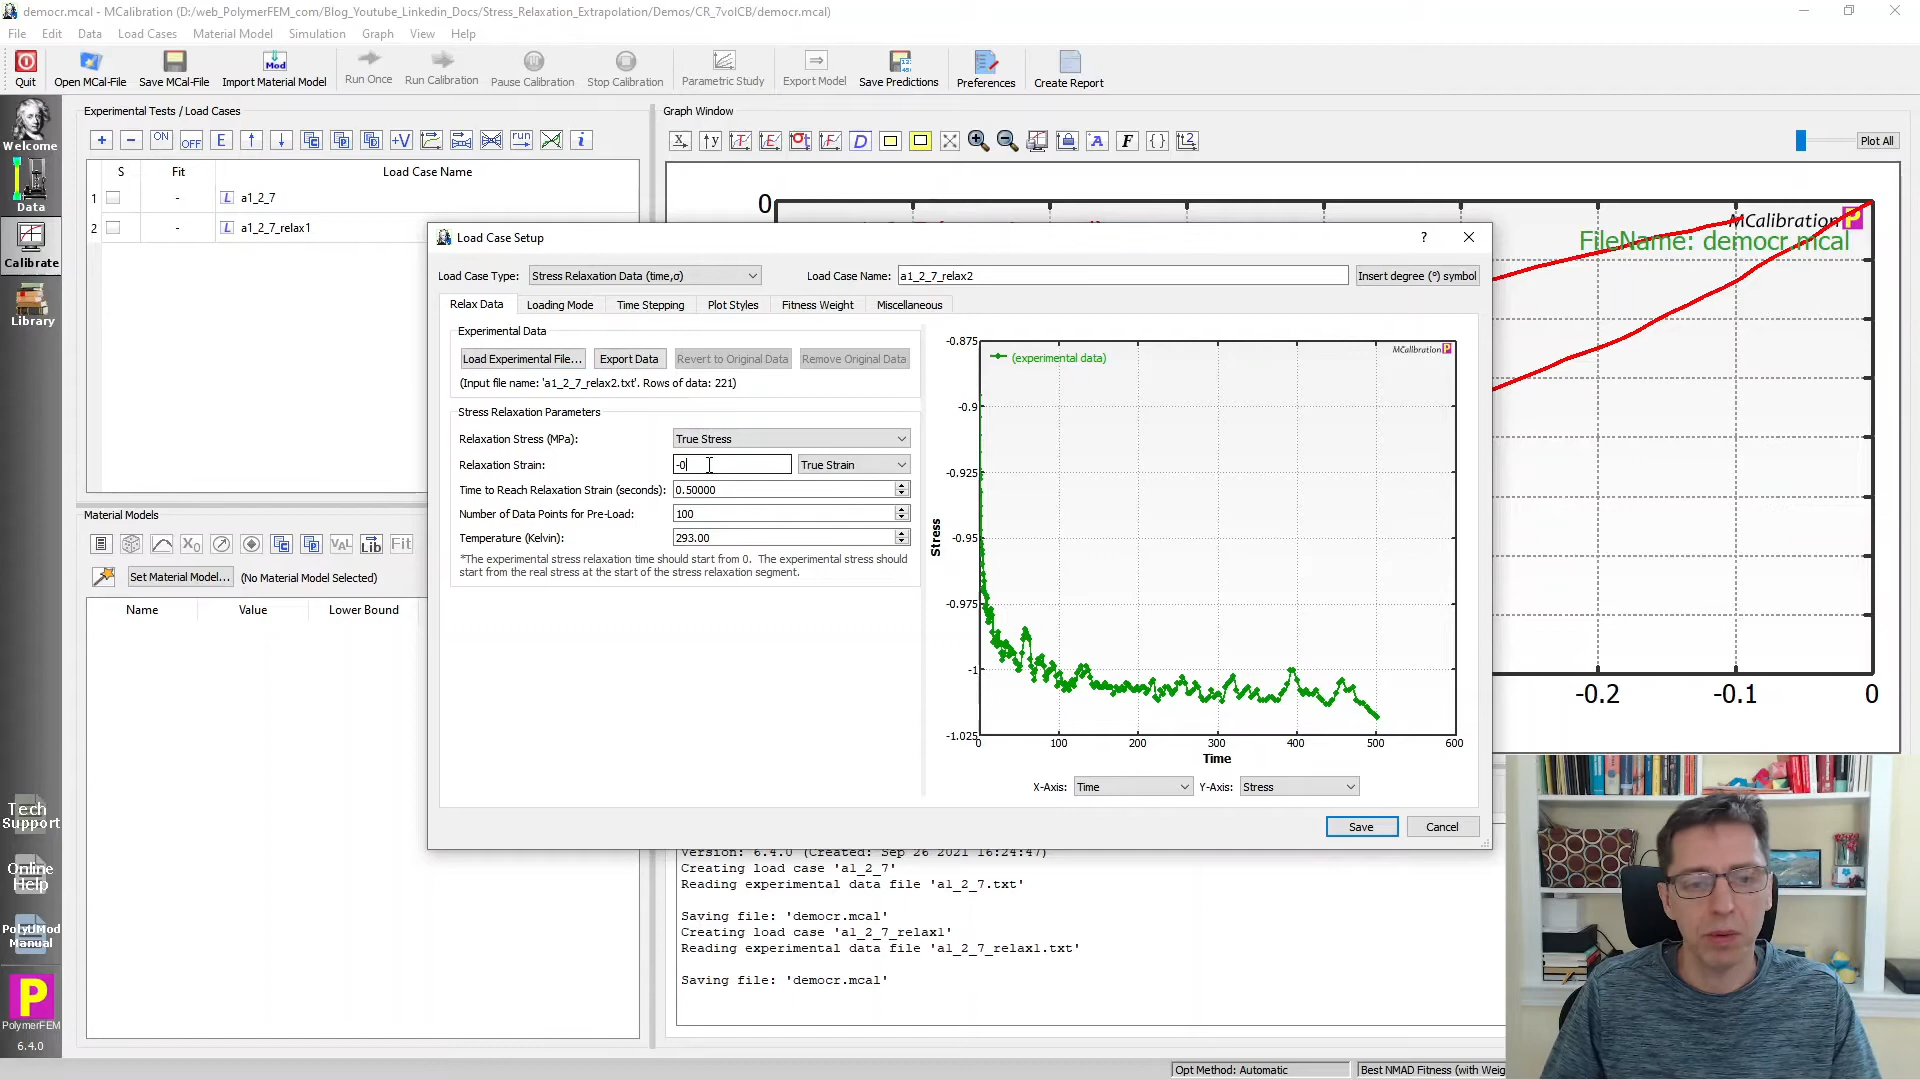 democr.mcal - MCalibration (D:/web_PolymerFEM_com/Blog_Youtube_Linkedin_Docs/Stress_Relaxation_Extrapolation/Demos/CR_7volCB/democr.mcal)
File Edit Data Load Cases Material Model Simulation Graph View Help
Quit Open MCal-File Save MCal-File Import Material Model Run Once Run Calibration Pause Calibration Stop Calibration Parametric Study Export Model Save Predictions Preferences Create Report
Experimental Tests / Load Cases
Graph Window
ON OFF E +V run i
D A F { } Plot All
S Fit Load Case Name
1 - L a1_2_7
2 - L a1_2_7_relax1
Welcome
Data
Calibrate
Library
Tech Support
Online Help
PolyUMod Manual
PolymerFEM
6.4.0
0
MCalibration
FileName: democr.mcal
-0.2 -0.1 0
Load Case Setup
Load Case Type: Stress Relaxation Data (time,σ) Load Case Name: a1_2_7_relax2 Insert degree (°) symbol
Relax Data Loading Mode Time Stepping Plot Styles Fitness Weight Miscellaneous
Experimental Data
Load Experimental File... Export Data Revert to Original Data Remove Original Data
(Input file name: 'a1_2_7_relax2.txt'. Rows of data: 221)
Stress Relaxation Parameters
Relaxation Stress (MPa): True Stress
Relaxation Strain: -0 True Strain
Time to Reach Relaxation Strain (seconds): 0.50000
Number of Data Points for Pre-Load: 100
Temperature (Kelvin): 293.00
*The experimental stress relaxation time should start from 0. The experimental stress should
start from the real stress at the start of the stress relaxation segment.
(experimental data)
MCalibration
-0.875
-0.9
-0.925
-0.95
-0.975
-1
-1.025
Stress
0 100 200 300 400 500 600
Time
X-Axis: Time Y-Axis: Stress
Save Cancel
Material Models
VAL Lib Fit
Set Material Model... (No Material Model Selected)
Name Value Lower Bound
Version: 6.4.0 (Created: Sep 26 2021 16:24:47)
Creating load case 'a1_2_7'
Reading experimental data file 'a1_2_7.txt'
Saving file: 'democr.mcal'
Creating load case 'a1_2_7_relax1'
Reading experimental data file 'a1_2_7_relax1.txt'
Saving file: 'democr.mcal'
Opt Method: Automatic Best NMAD Fitness (with Weig